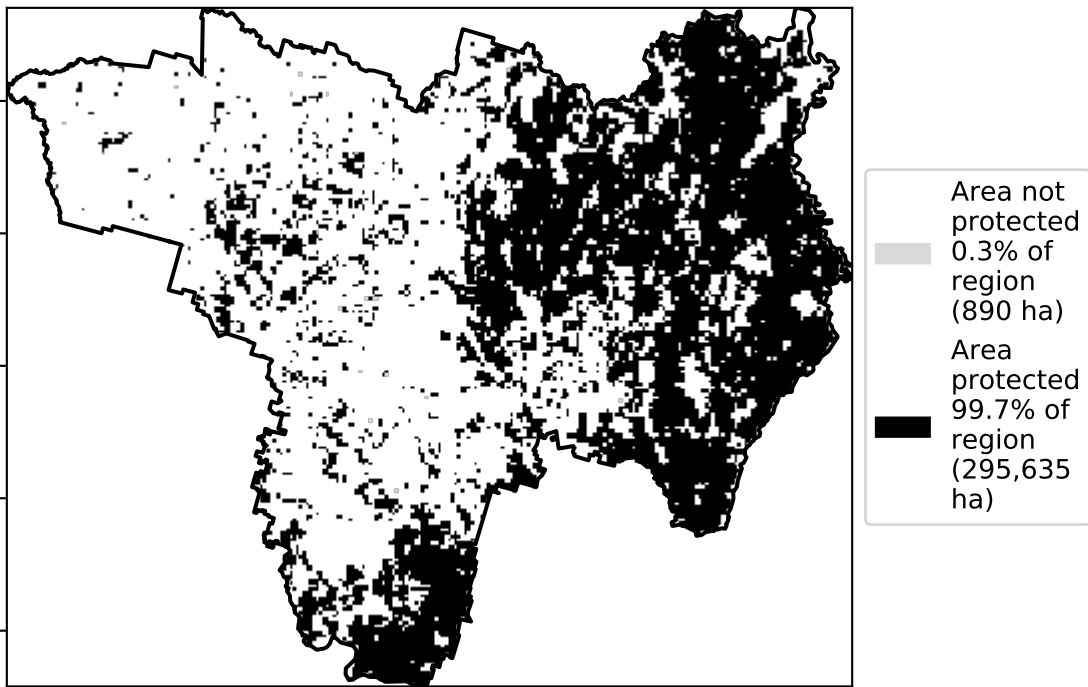 Area not
protected
0.3% of
region
(890 ha)
Area
protected
99.7% of
region
(295,635
ha)